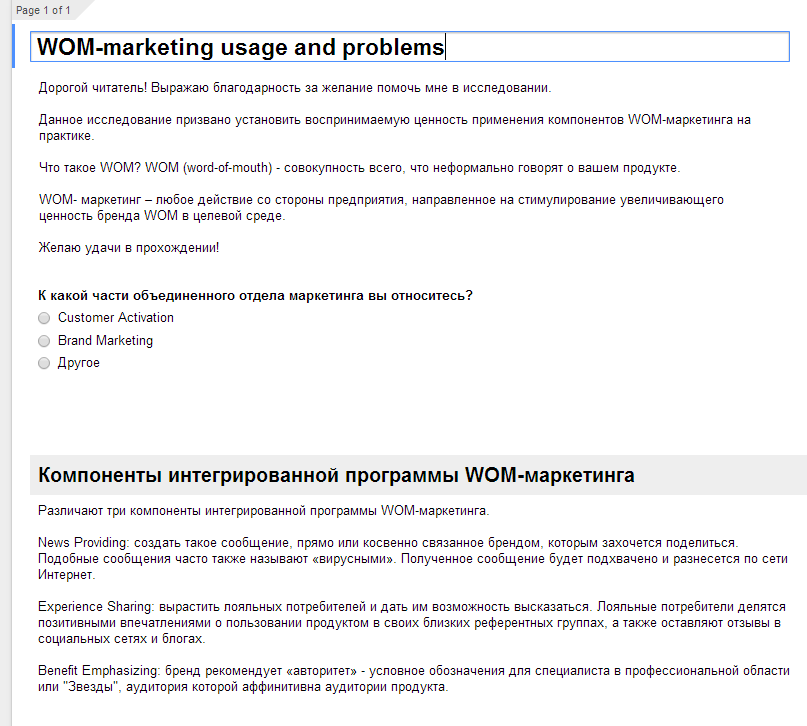 Page 1 of 1
WOM-marketing usage and problems
Дорогой читатель! Выражаю благодарность за желание помочь мне в исследовании.
Данное исследование призвано установить воспринимаемую ценность применения компонентов WOM-маркетинга на
практике.
Что такое WOM? WOM (word-of-mouth) - совокупность всего, что неформально говорят о вашем продукте.
WOM- маркетинг – любое действие со стороны предприятия, направленное на стимулирование увеличивающего
ценность бренда WOM в целевой среде.
Желаю удачи в прохождении!
К какой части объединенного отдела маркетинга вы относитесь?
Customer Activation
Brand Marketing
Другое
Компоненты интегрированной программы WOM-маркетинга
Различают три компоненты интегрированной программы WOM-маркетинга.
News Providing: создать такое сообщение, прямо или косвенно связанное брендом, которым захочется поделиться.
Подобные сообщения часто также называют «вирусными». Полученное сообщение будет подхвачено и разнесется по сети
Интернет.
Experience Sharing: вырастить лояльных потребителей и дать им возможность высказаться. Лояльные потребители делятся
позитивными впечатлениями о пользовании продуктом в своих близких референтных группах, а также оставляют отзывы в
социальных сетях и блогах.
Benefit Emphasizing: бренд рекомендует «авторитет» - условное обозначения для специалиста в профессиональной области
или "Звезды", аудитория которой аффинитивна аудитории продукта.